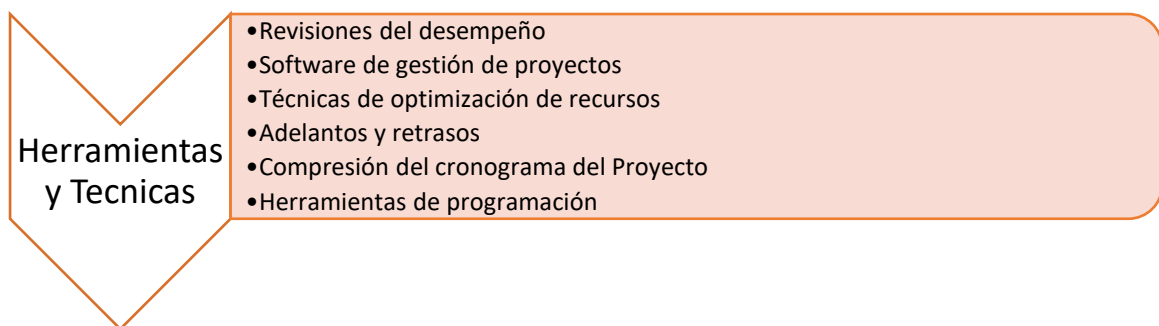 Herramientas
y Tecnicas
•Revisiones del desempeño
•Software de gestión de proyectos
•Técnicas de optimización de recursos
•Adelantos y retrasos
•Compresión del cronograma del Proyecto
•Herramientas de programación